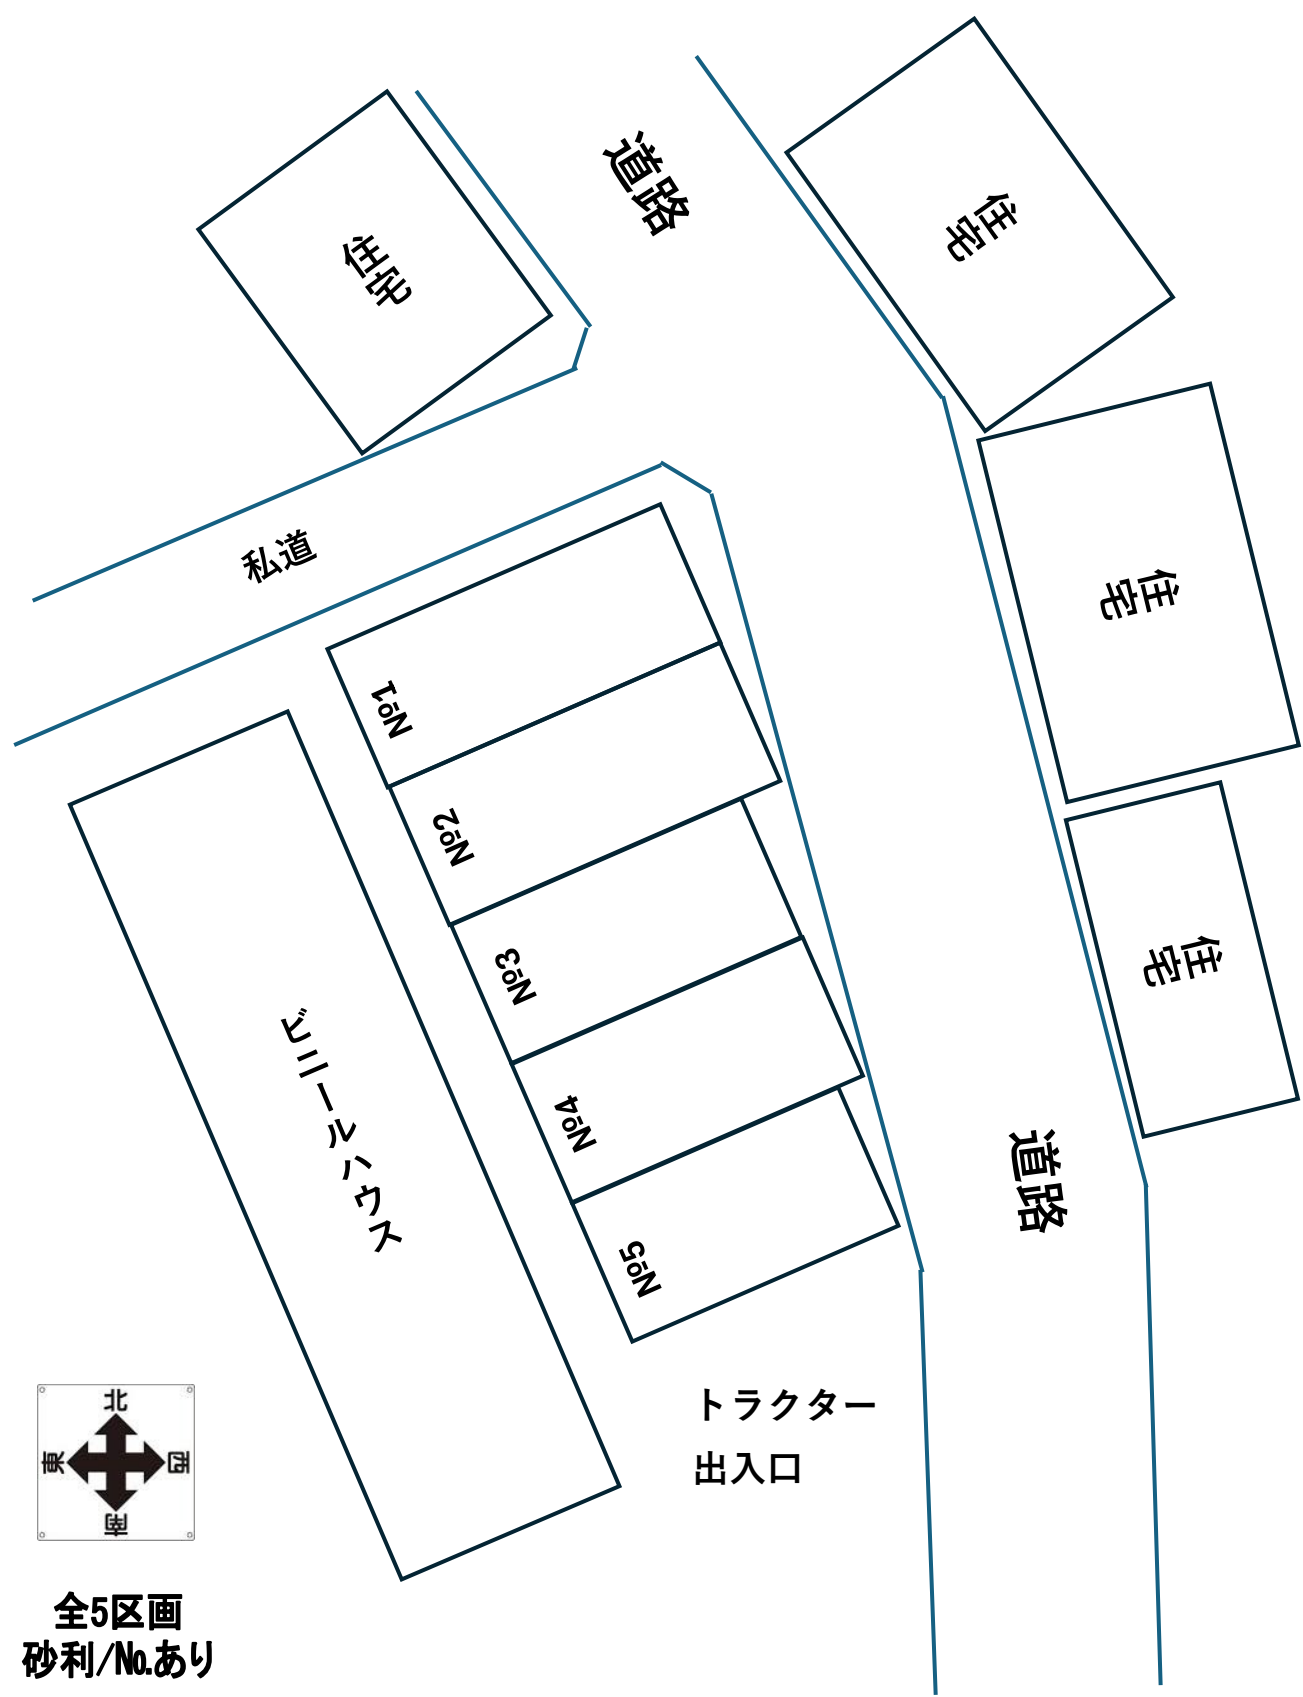 道路
住宅
住宅
私道
住宅
№1
№2
№3
№4
№5
住宅
ビニールハウス
道路
トラクター
出入口
北
東
西
南
全5区画
砂利/No.あり